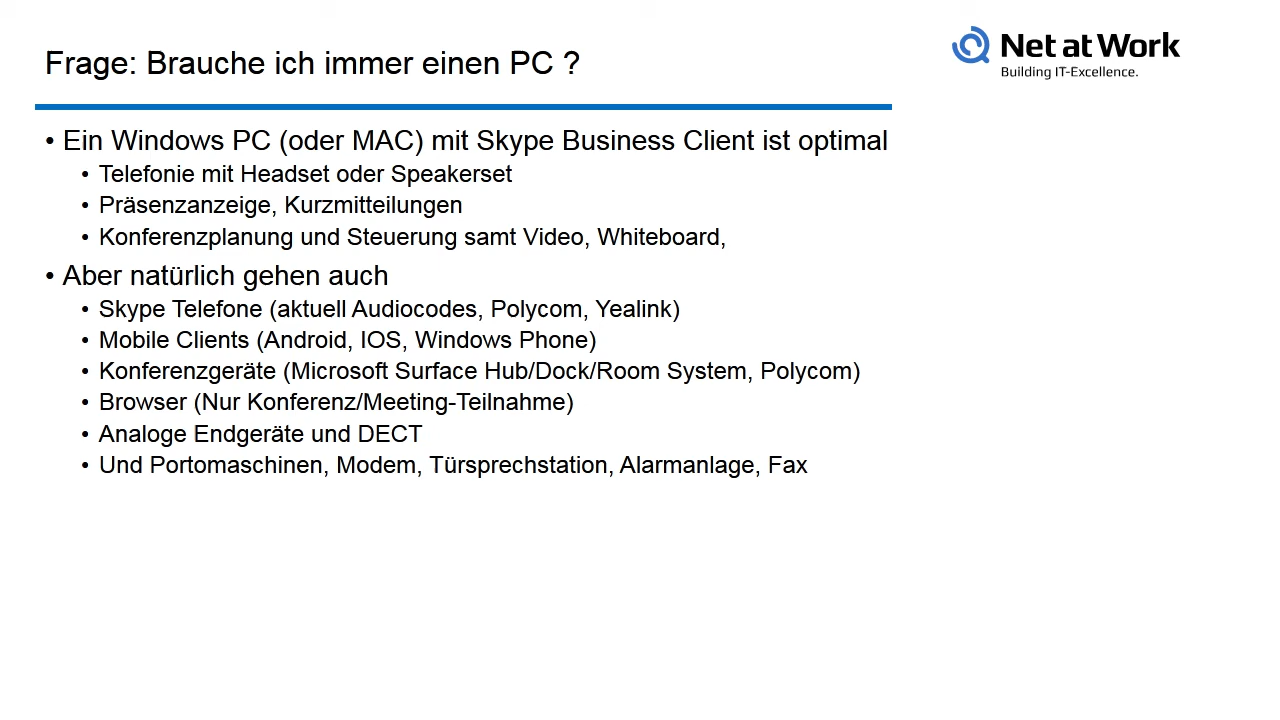 Frage: Brauche ich immer einen PC ?
Net at Work
Building IT-Excellence.
• Ein Windows PC (oder MAC) mit Skype Business Client ist optimal
• Telefonie mit Headset oder Speakerset
• Präsenzanzeige, Kurzmitteilungen
• Konferenzplanung und Steuerung samt Video, Whiteboard,
• Aber natürlich gehen auch
• Skype Telefone (aktuell Audiocodes, Polycom, Yealink)
• Mobile Clients (Android, IOS, Windows Phone)
• Konferenzgeräte (Microsoft Surface Hub/Dock/Room System, Polycom)
• Browser (Nur Konferenz/Meeting-Teilnahme)
• Analoge Endgeräte und DECT
• Und Portomaschinen, Modem, Türsprechstation, Alarmanlage, Fax